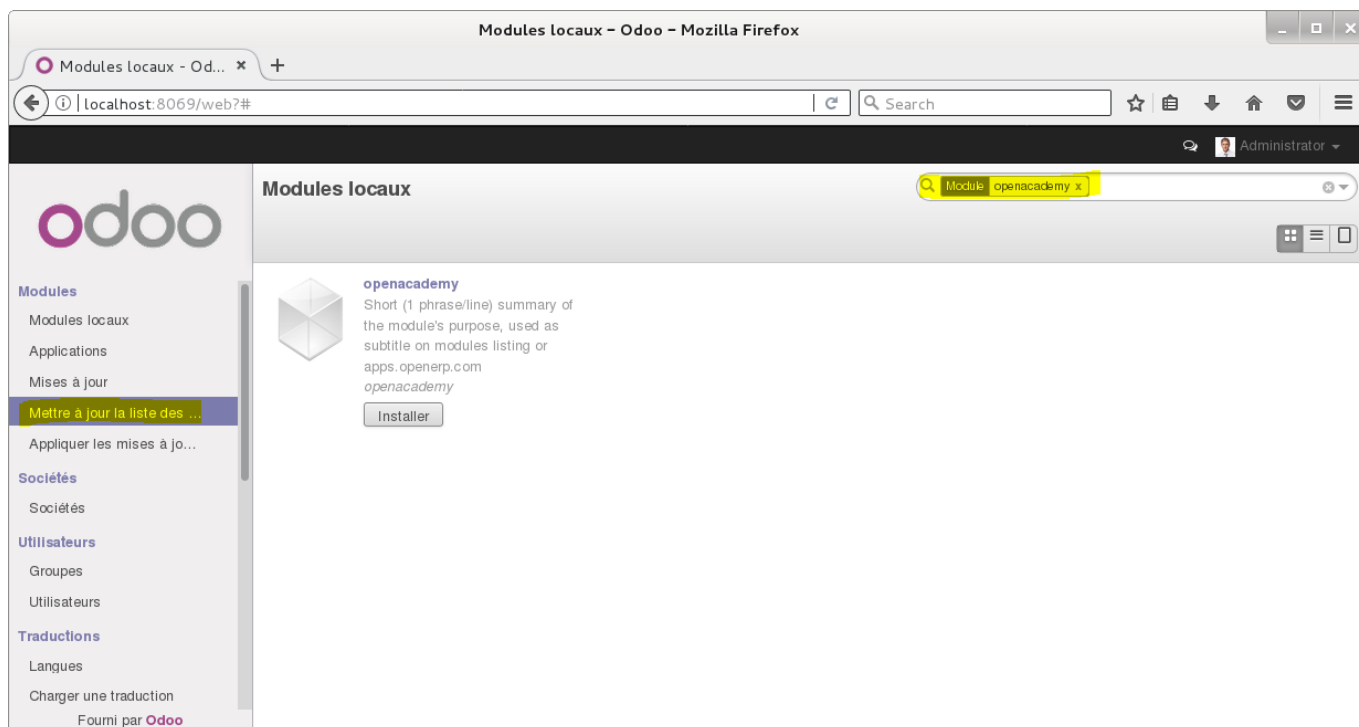 Modules locaux - Odoo - Mozilla Firefox
Modules locaux - Od... ×
localhost:8069/web?#
Search
Administrator
odoo
Modules locaux
Module openacademy x
Modules
Modules locaux
Applications
Mises à jour
Mettre à jour la liste des ...
Appliquer les mises à jo...
Sociétés
Sociétés
Utilisateurs
Groupes
Utilisateurs
Traductions
Langues
Charger une traduction
Fourni par Odoo
openacademy
Short (1 phrase/line) summary of
the module's purpose, used as
subtitle on modules listing or
apps.openerp.com
openacademy
Installer